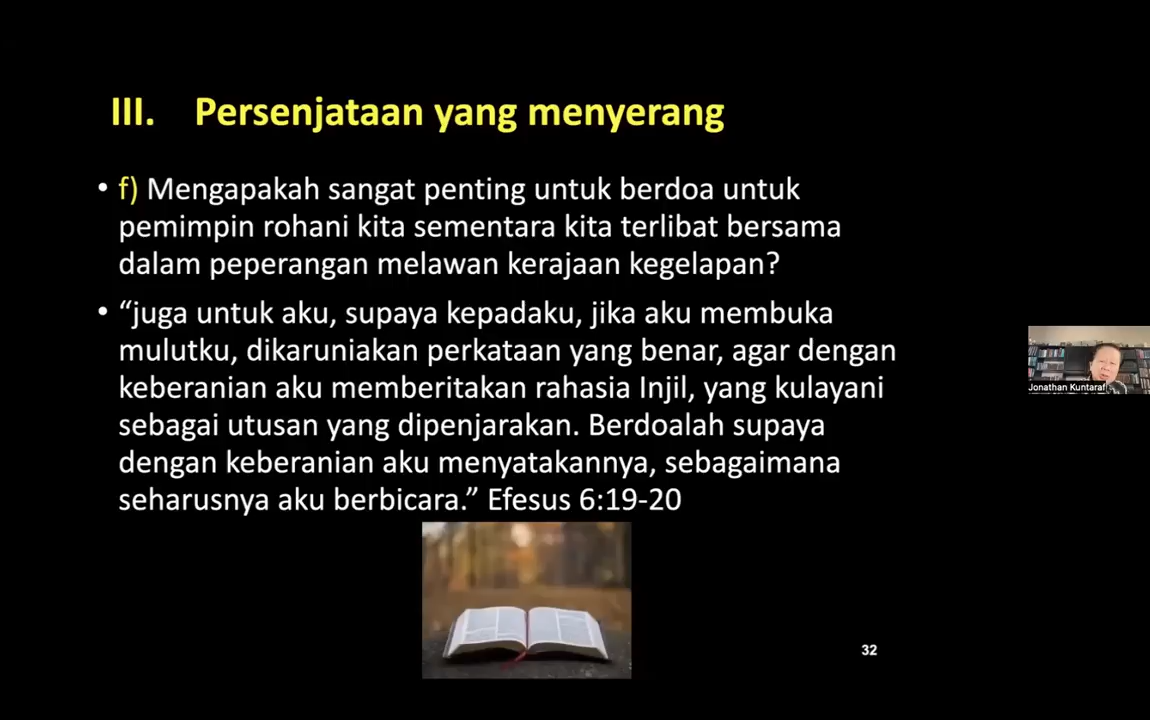 III. Persenjataan yang menyerang
• f) Mengapakah sangat penting untuk berdoa untuk
pemimpin rohani kita sementara kita terlibat bersama
dalam peperangan melawan kerajaan kegelapan?
• “juga untuk aku, supaya kepadaku, jika aku membuka
mulutku, dikaruniakan perkataan yang benar, agar dengan
keberanian aku memberitakan rahasia Injil, yang kulayani
sebagai utusan yang dipenjarakan. Berdoalah supaya
dengan keberanian aku menyatakannya, sebagaimana
seharusnya aku berbicara.” Efesus 6:19-20
Jonathan Kuntaraf
32